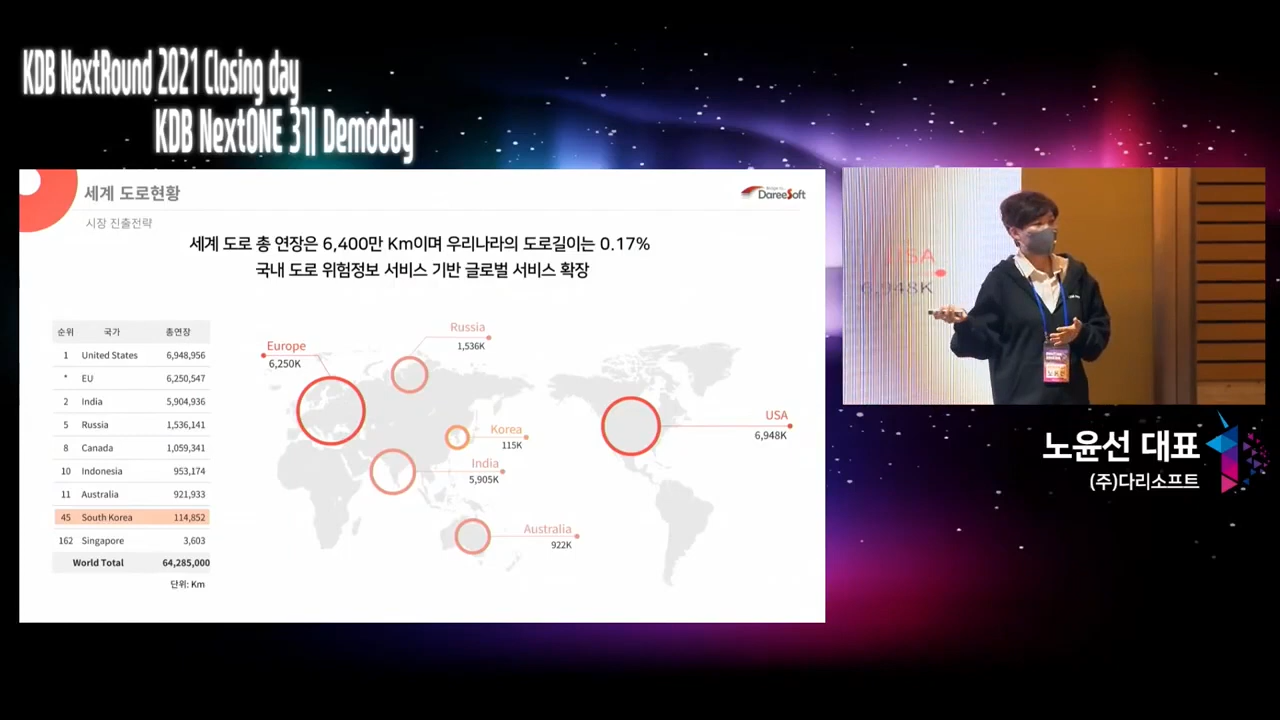 KDB NextRound 2021 Closing day
KDB NextONE 3기 Demoday
세계 도로현황
시장 진출전략
DareeSoft
세계 도로 총 연장은 6,400만 Km이며 우리나라의 도로길이는 0.17%
국내 도로 위험정보 서비스 기반 글로벌 서비스 확장
순위 국가 총연장
1 United States 6,948,956
* EU 6,250,547
2 India 5,904,936
5 Russia 1,536,141
8 Canada 1,059,341
10 Indonesia 953,174
11 Australia 921,933
45 South Korea 114,852
162 Singapore 3,603
World Total 64,285,000
단위: Km
Europe
6,250K
Russia
1,536K
Korea
115K
India
5,905K
Australia
922K
USA
6,948K
USA
6,948K
노윤선 대표
(주)다리소프트